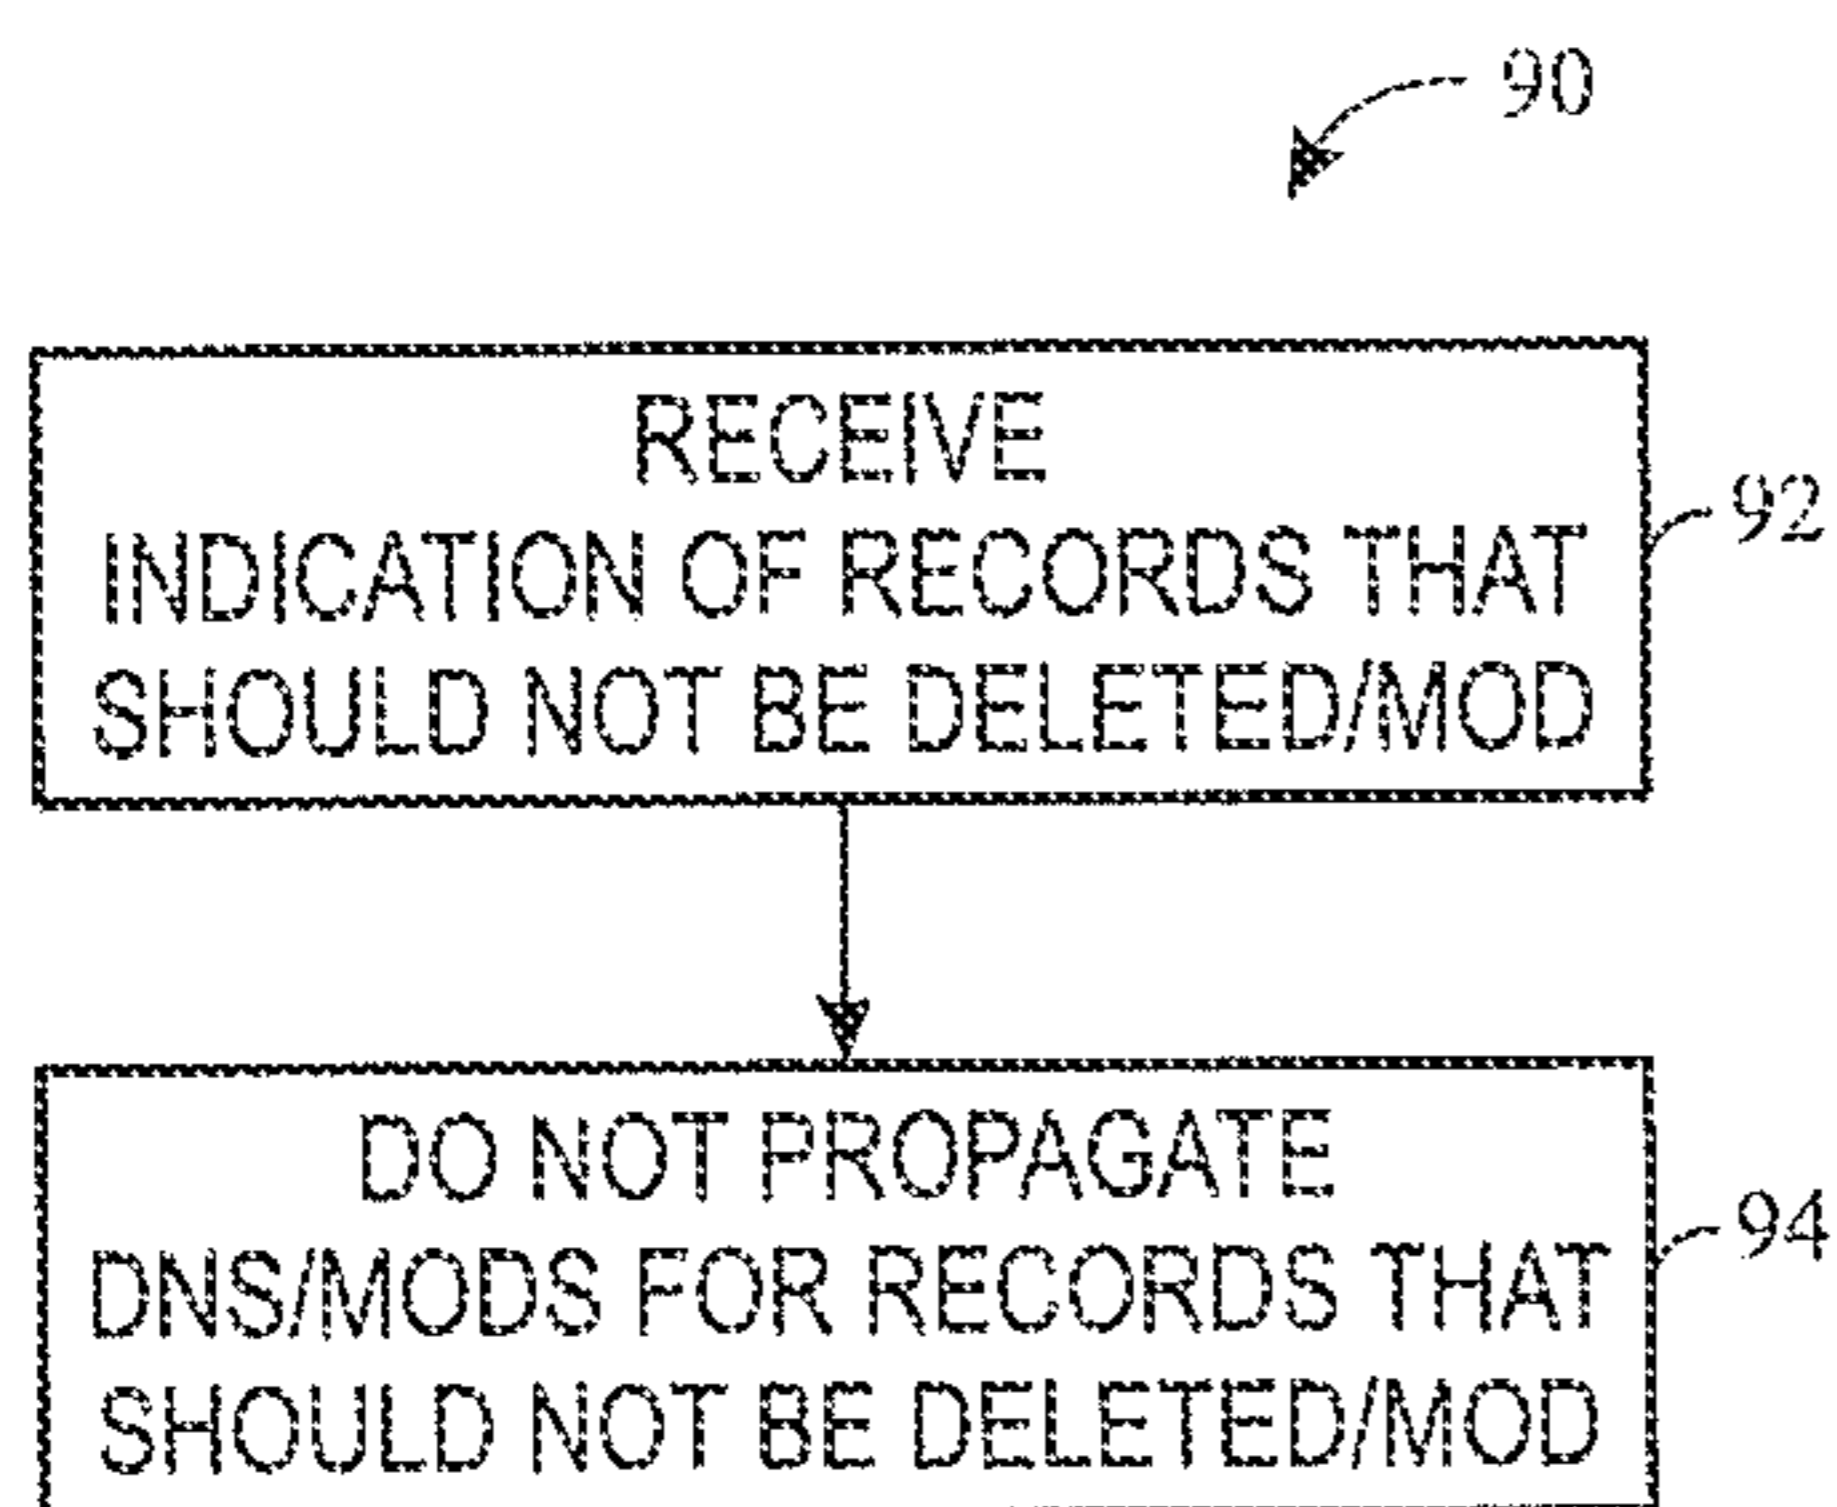 90
RECEIVE
INDICATION OF RECORDS THAT
SHOULD NOT BE DELETED/MOD
92
DO NOT PROPAGATE
DNS/MODS FOR RECORDS THAT
SHOULD NOT BE DELETED/MOD
94